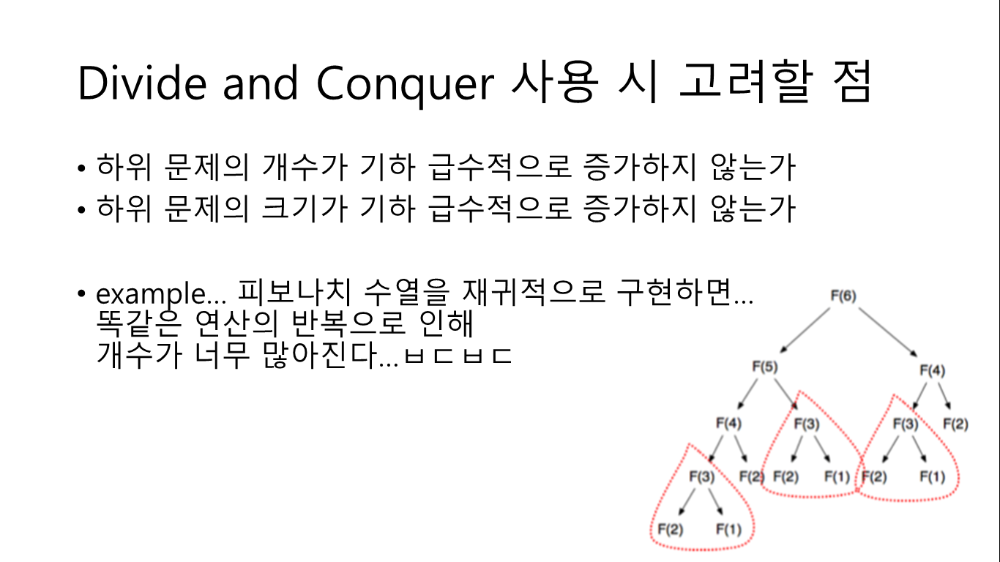 Divide and Conquer 사용 시 고려할 점
• 하위 문제의 개수가 기하 급수적으로 증가하지 않는가
• 하위 문제의 크기가 기하 급수적으로 증가하지 않는가
• example... 피보나치 수열을 재귀적으로 구현하면...
똑같은 연산의 반복으로 인해
개수가 너무 많아진다...ㅂㄷㅂㄷ
F(6)
F(5) F(4)
F(4) F(3) F(3) F(2)
F(3) F(2) F(2) F(1) F(2) F(1)
F(2) F(1)